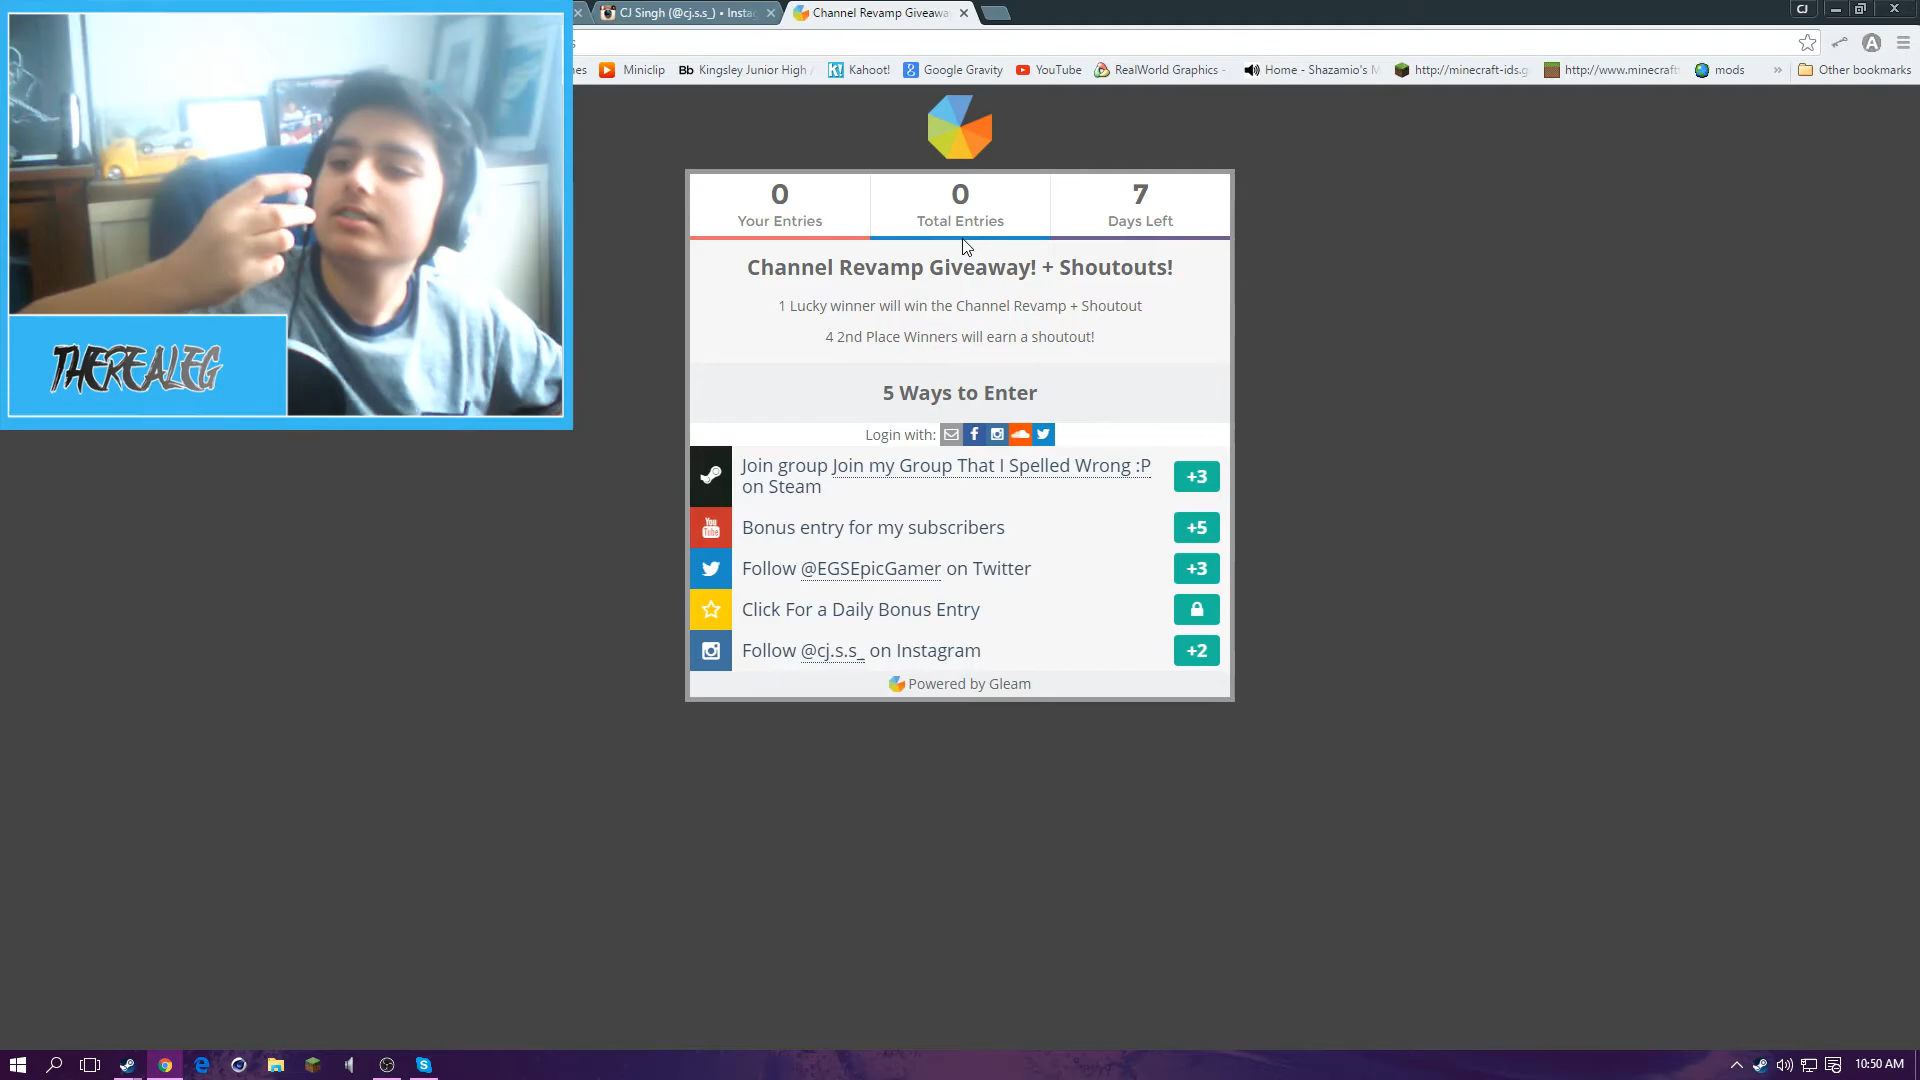 CJ Singh (@cj.s.s_) • Insta
Channel Revamp Giveawa
CJ
nes
Miniclip
Bb Kingsley Junior High
Kahoot!
Google Gravity
YouTube
RealWorld Graphics -
Home - Shazamio's M
http://minecraft-ids.g
http://www.minecraft
mods
»
Other bookmarks
0
Your Entries
0
Total Entries
7
Days Left
Channel Revamp Giveaway! + Shoutouts!
1 Lucky winner will win the Channel Revamp + Shoutout
4 2nd Place Winners will earn a shoutout!
THEREALEG
5 Ways to Enter
Login with:
Join group Join my Group That I Spelled Wrong :P
on Steam
+3
You Tube
Bonus entry for my subscribers
+5
Follow @EGSEpicGamer on Twitter
+3
Click For a Daily Bonus Entry
Follow @cj.s.s_ on Instagram
+2
Powered by Gleam
10:50 AM